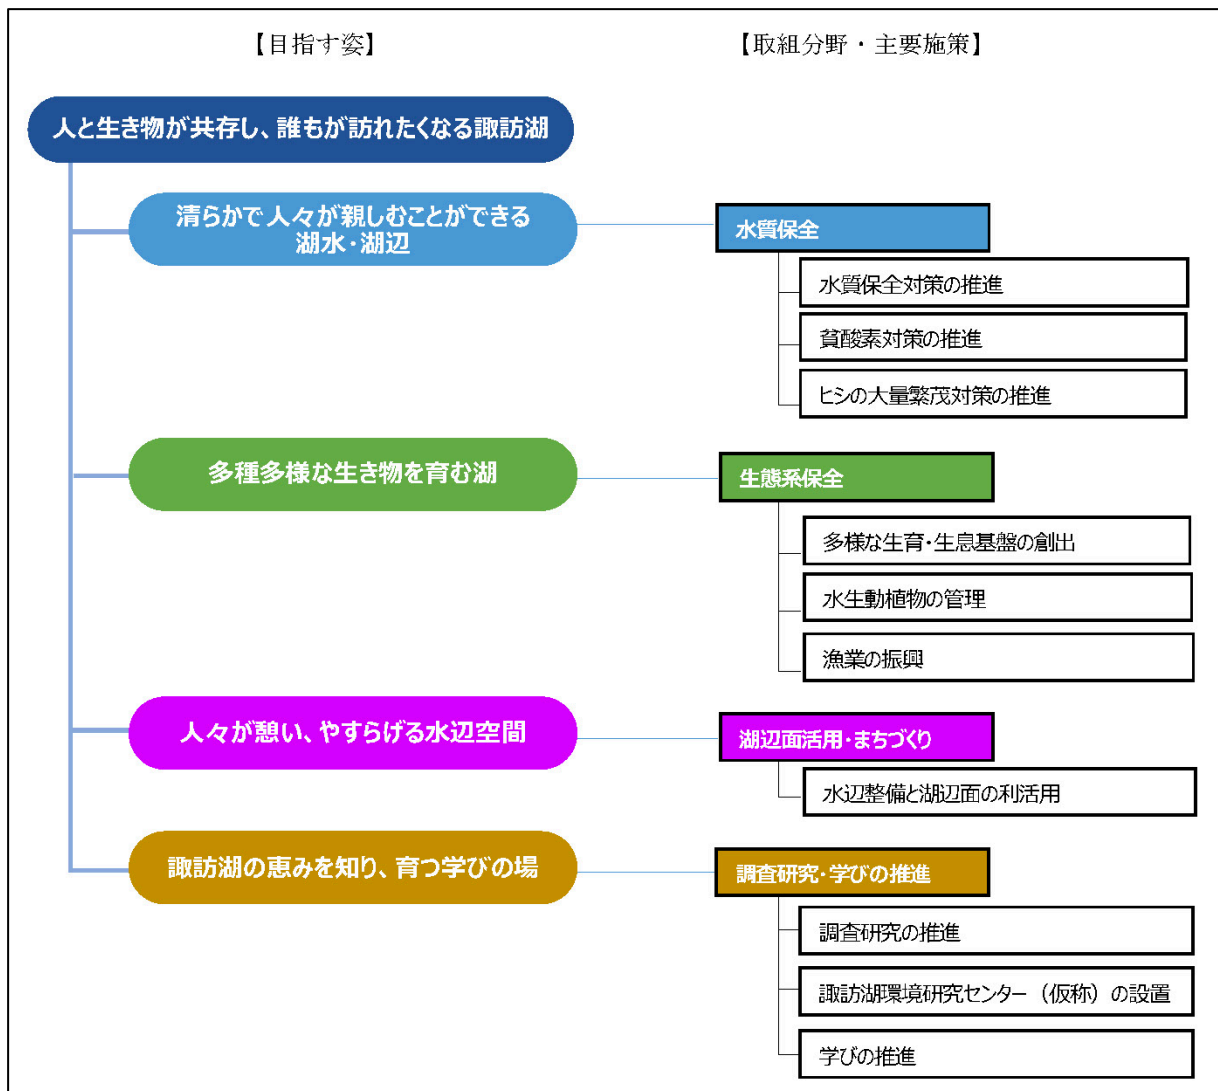 【目指す姿】
【取組分野・主要施策】
人と生き物が共存し、誰もが訪れたくなる諏訪湖
清らかで人々が親しむことができる
湖水・湖辺
水質保全
水質保全対策の推進
貧酸素対策の推進
ヒシの大量繁茂対策の推進
多種多様な生き物を育む湖
生態系保全
多様な生育・生息基盤の創出
水生動植物の管理
漁業の振興
人々が憩い、やすらげる水辺空間
湖辺面活用・まちづくり
水辺整備と湖辺面の利活用
諏訪湖の恵みを知り、育つ学びの場
調査研究・学びの推進
調査研究の推進
諏訪湖環境研究センター（仮称）の設置
学びの推進